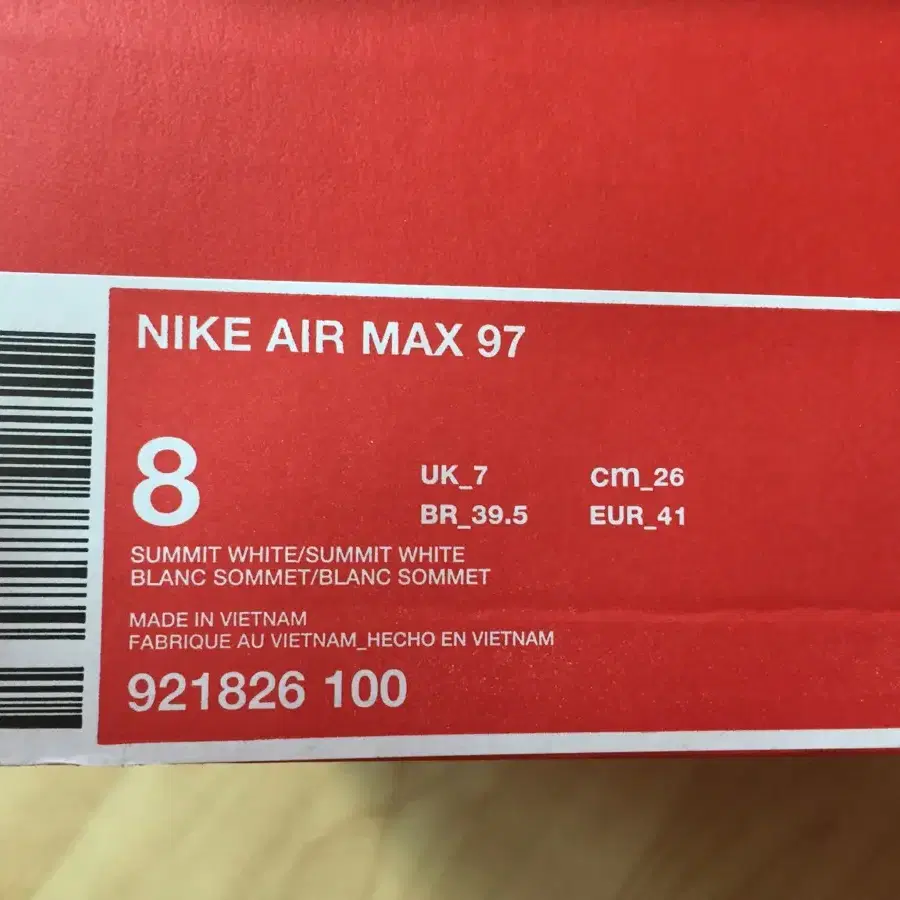 NIKE AIR MAX 97
8
UK_7 cm_26
BR_39.5 EUR_41
SUMMIT WHITE/SUMMIT WHITE
BLANC SOMMET/BLANC SOMMET
MADE IN VIETNAM
FABRIQUE AU VIETNAM_HECHO EN VIETNAM
921826 100